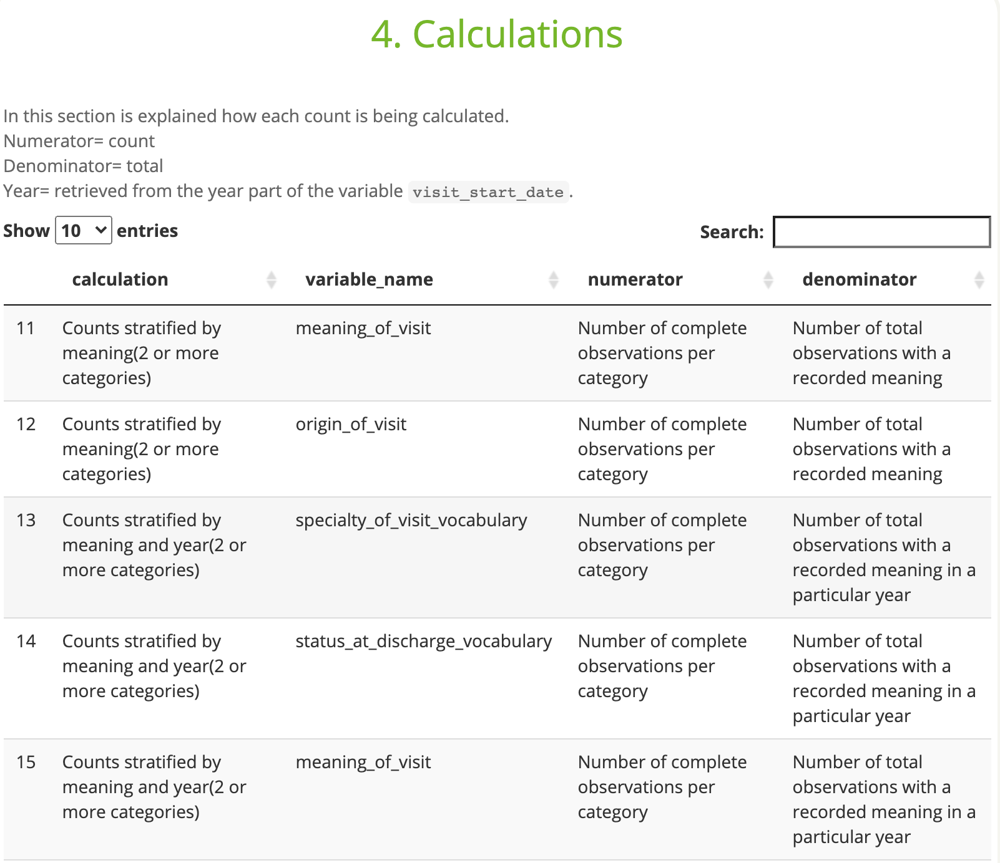 4. Calculations
In this section is explained how each count is being calculated.
Numerator= count
Denominator= total
Year= retrieved from the year part of the variable visit_start_date.
Show 10 entries
Search:
calculation variable_name numerator denominator
11 Counts stratified by meaning_of_visit Number of complete Number of total
meaning(2 or more observations per observations with a
categories) category recorded meaning
12 Counts stratified by origin_of_visit Number of complete Number of total
meaning(2 or more observations per observations with a
categories) category recorded meaning
13 Counts stratified by specialty_of_visit_vocabulary Number of complete Number of total
meaning and year(2 or observations per observations with a
more categories) category recorded meaning in a
particular year
14 Counts stratified by status_at_discharge_vocabulary Number of complete Number of total
meaning and year(2 or observations per observations with a
more categories) category recorded meaning in a
particular year
15 Counts stratified by meaning_of_visit Number of complete Number of total
meaning and year(2 or observations per observations with a
more categories) category recorded meaning in a
particular year